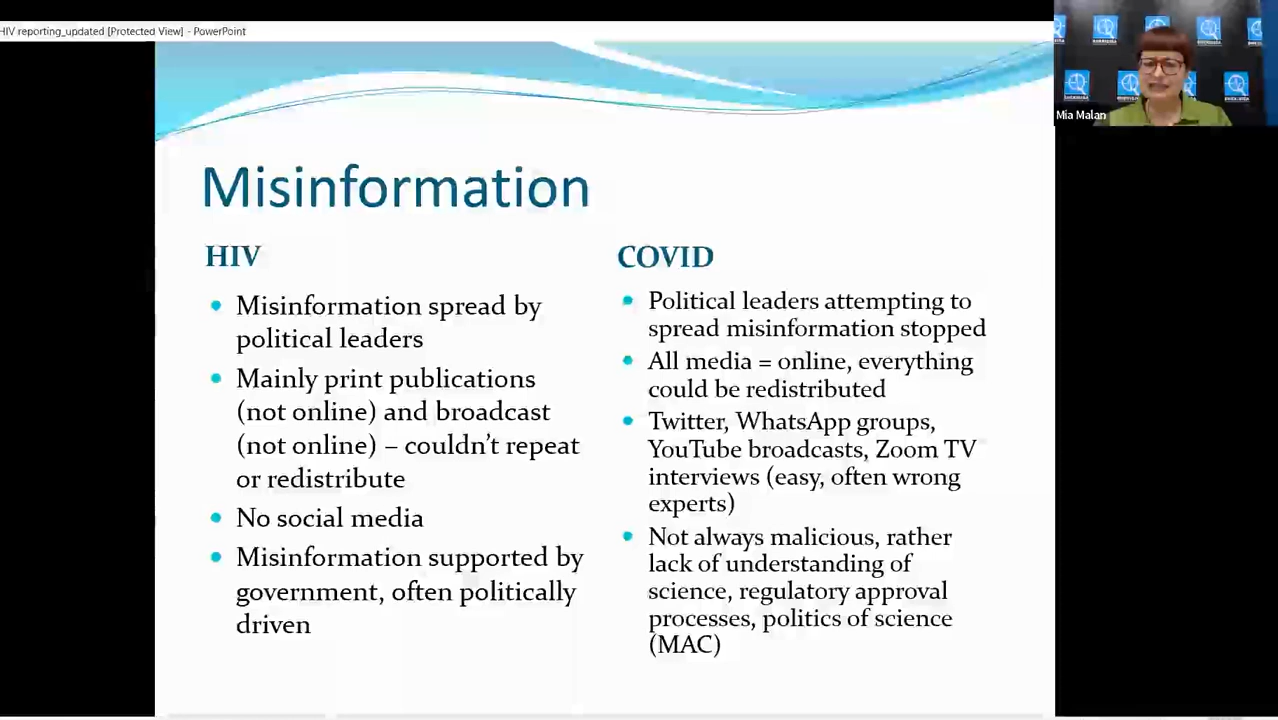 HIV reporting_updated [Protected View] - PowerPoint
Mia Malan
Misinformation
HIV
Misinformation spread by
political leaders
Mainly print publications
(not online) and broadcast
(not online) – couldn't repeat
or redistribute
No social media
Misinformation supported by
government, often politically
driven
COVID
Political leaders attempting to
spread misinformation stopped
All media = online, everything
could be redistributed
Twitter, WhatsApp groups,
YouTube broadcasts, Zoom TV
interviews (easy, often wrong
experts)
Not always malicious, rather
lack of understanding of
science, regulatory approval
processes, politics of science
(MAC)